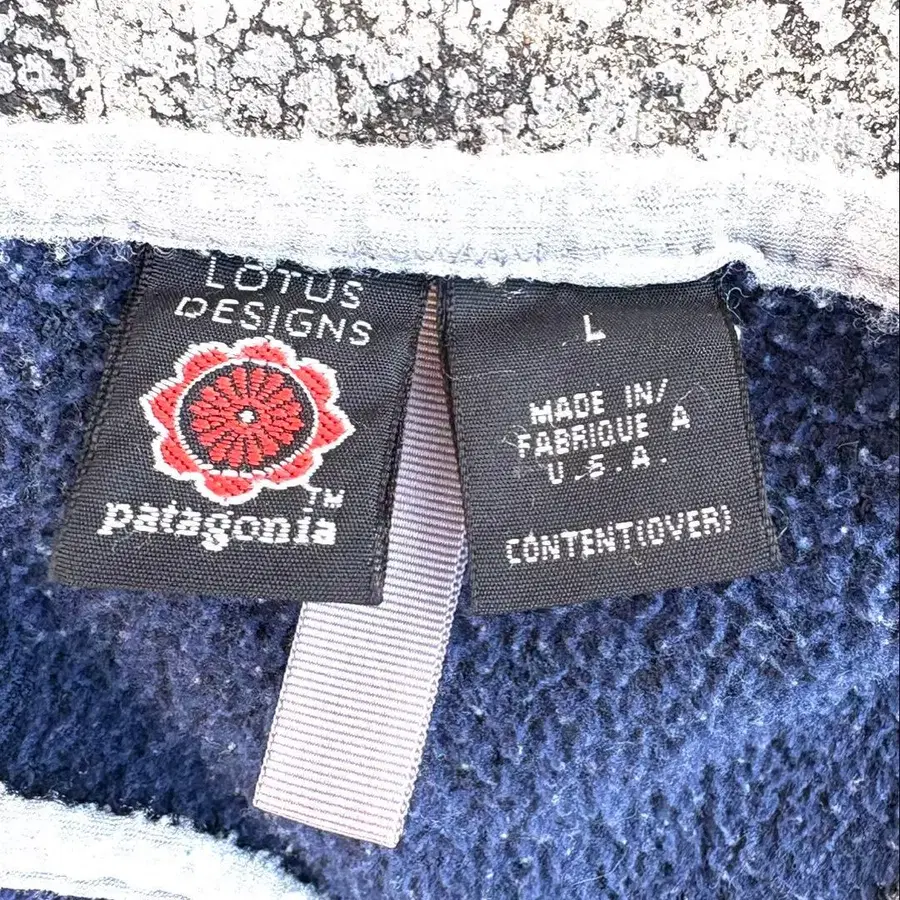 LOTUS
DESIGNS
TM
patagonia
L
MADE IN/
FABRIQUE A
U.S.A.
CONTENT(OVER)